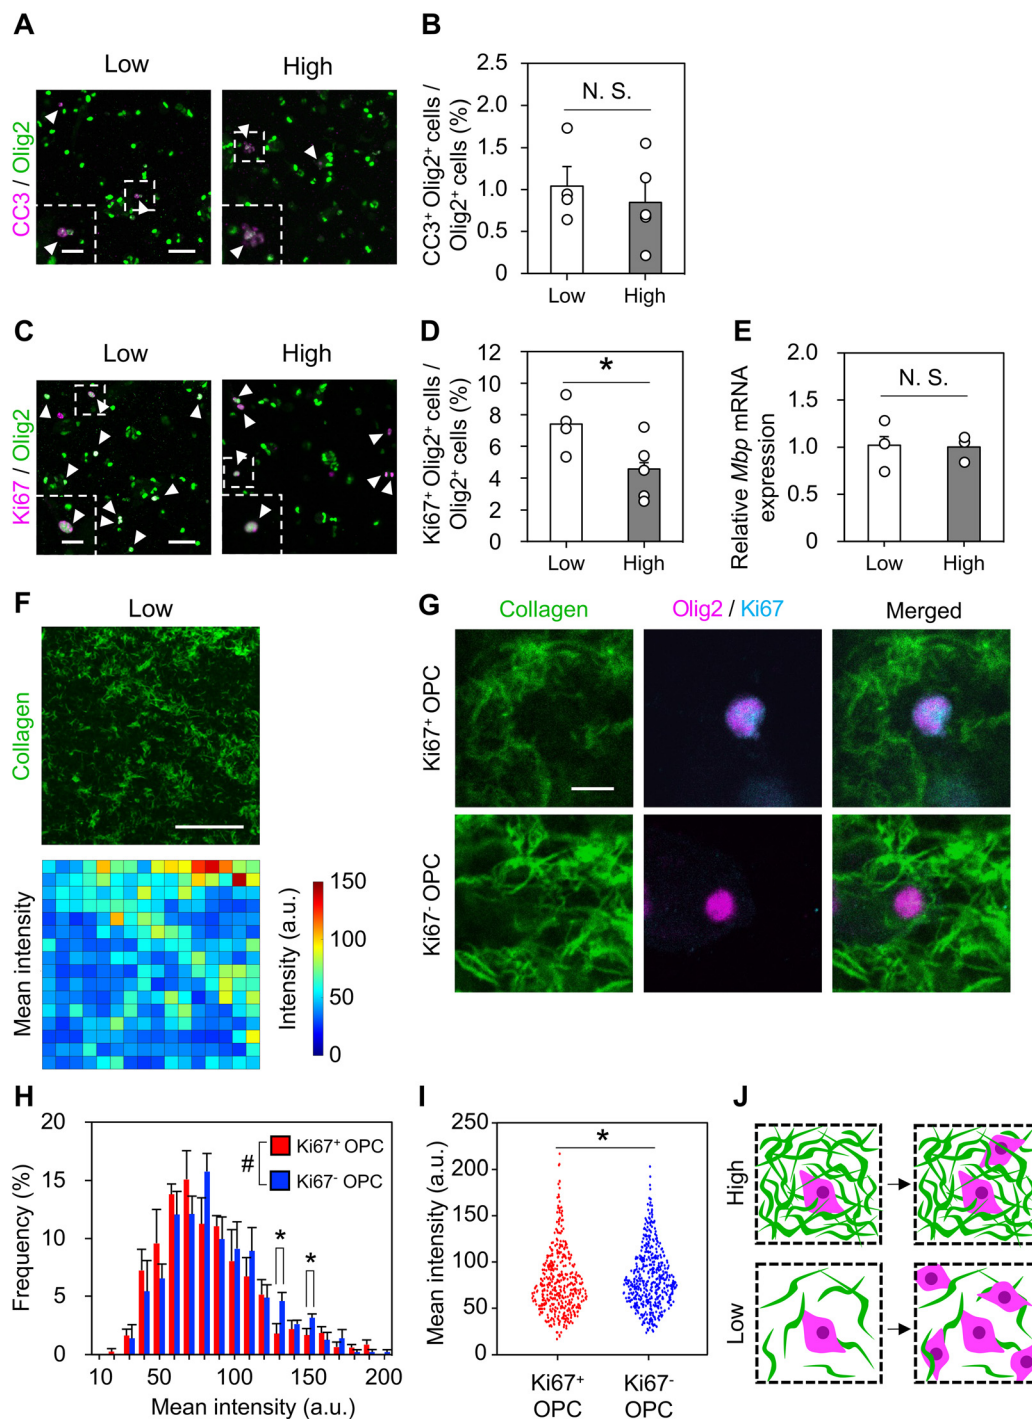 A
Low
High
CC3 / Olig2
B
CC3⁺ Olig2⁺ cells /
Olig2⁺ cells (%)
2.5
2.0
1.5
1.0
0.5
0
N. S.
Low
High
C
Low
High
Ki67 / Olig2
D
Ki67⁺ Olig2⁺ cells /
Olig2⁺ cells (%)
12
10
8
6
4
2
0
*
Low
High
E
Relative Mbp mRNA
expression
2.0
1.5
1.0
0.5
0
N. S.
Low
High
F
Low
Collagen
Mean intensity
150
100
50
0
Intensity (a.u.)
G
Collagen
Olig2 / Ki67
Merged
Ki67⁺ OPC
Ki67⁻ OPC
H
Frequency (%)
20
15
10
5
0
#
Ki67⁺ OPC
Ki67⁻ OPC
*
*
10
50
100
150
200
Mean intensity (a.u.)
I
Mean intensity (a.u.)
250
200
150
100
50
0
*
Ki67⁺
OPC
Ki67⁻
OPC
J
High
Low